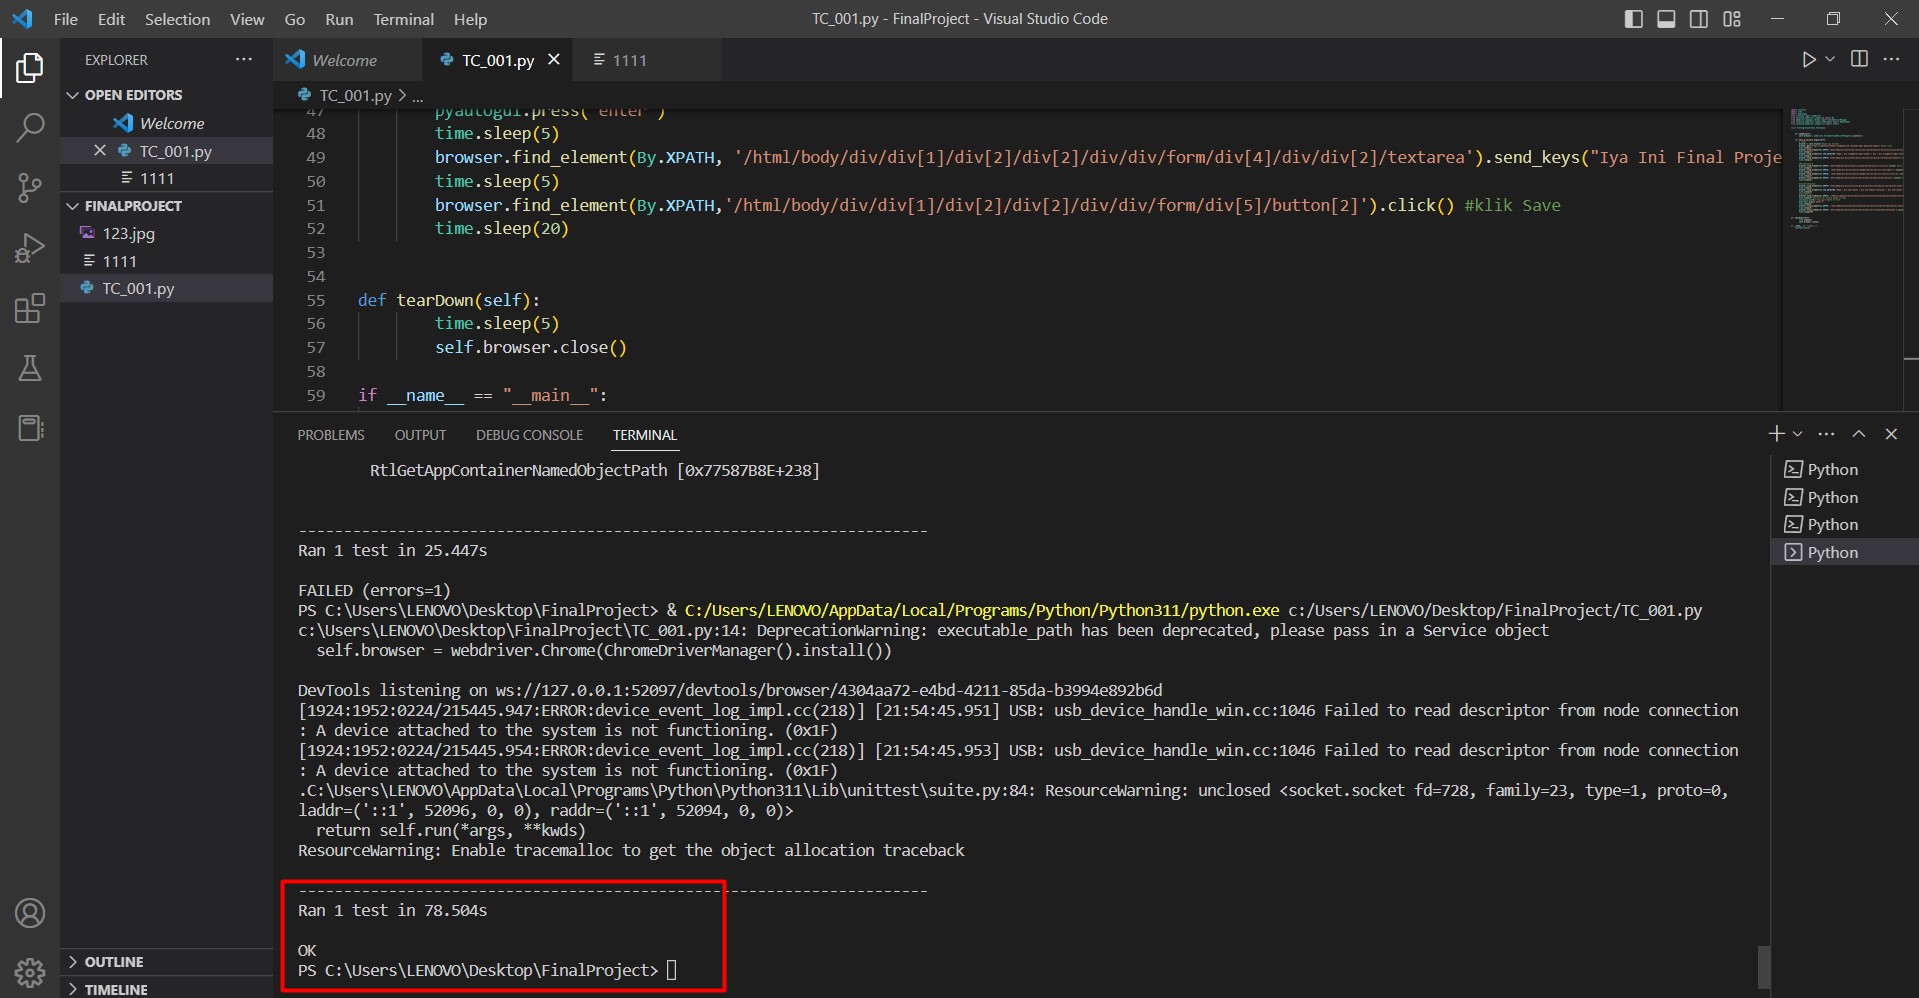 File Edit Selection View Go Run Terminal Help
TC_001.py - FinalProject - Visual Studio Code
EXPLORER
OPEN EDITORS
Welcome
TC_001.py
1111
FINALPROJECT
123.jpg
1111
TC_001.py
OUTLINE
TIMELINE
Welcome TC_001.py 1111
TC_001.py > ...
47 pyautogui.press('enter')
48 time.sleep(5)
49 browser.find_element(By.XPATH, '/html/body/div/div[1]/div[2]/div[2]/div/div/form/div[4]/div/div[2]/textarea').send_keys("Iya Ini Final Proje
50 time.sleep(5)
51 browser.find_element(By.XPATH,'/html/body/div/div[1]/div[2]/div[2]/div/div/form/div[5]/button[2]').click() #klik Save
52 time.sleep(20)
53
54
55 def tearDown(self):
56 time.sleep(5)
57 self.browser.close()
58
59 if __name__ == "__main__":
PROBLEMS OUTPUT DEBUG CONSOLE TERMINAL
RtlGetAppContainerNamedObjectPath [0x77587B8E+238]
----------------------------------------------------------------------
Ran 1 test in 25.447s
FAILED (errors=1)
PS C:\Users\LENOVO\Desktop\FinalProject> & C:/Users/LENOVO/AppData/Local/Programs/Python/Python311/python.exe c:/Users/LENOVO/Desktop/FinalProject/TC_001.py
c:\Users\LENOVO\Desktop\FinalProject\TC_001.py:14: DeprecationWarning: executable_path has been deprecated, please pass in a Service object
self.browser = webdriver.Chrome(ChromeDriverManager().install())
DevTools listening on ws://127.0.0.1:52097/devtools/browser/4304aa72-e4bd-4211-85da-b3994e892b6d
[1924:1952:0224/215445.947:ERROR:device_event_log_impl.cc(218)] [21:54:45.951] USB: usb_device_handle_win.cc:1046 Failed to read descriptor from node connection
: A device attached to the system is not functioning. (0x1F)
[1924:1952:0224/215445.954:ERROR:device_event_log_impl.cc(218)] [21:54:45.953] USB: usb_device_handle_win.cc:1046 Failed to read descriptor from node connection
: A device attached to the system is not functioning. (0x1F)
.C:\Users\LENOVO\AppData\Local\Programs\Python\Python311\Lib\unittest\suite.py:84: ResourceWarning: unclosed <socket.socket fd=728, family=23, type=1, proto=0,
laddr=('::1', 52096, 0, 0), raddr=('::1', 52094, 0, 0)>
return self.run(*args, **kwds)
ResourceWarning: Enable tracemalloc to get the object allocation traceback
----------------------------------------------------------------------
Ran 1 test in 78.504s
OK
PS C:\Users\LENOVO\Desktop\FinalProject>
Python
Python
Python
Python